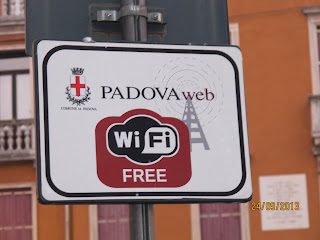 PADOVAweb
COMUNE DI PADOVA
WiFi
FREE
24/03/2013